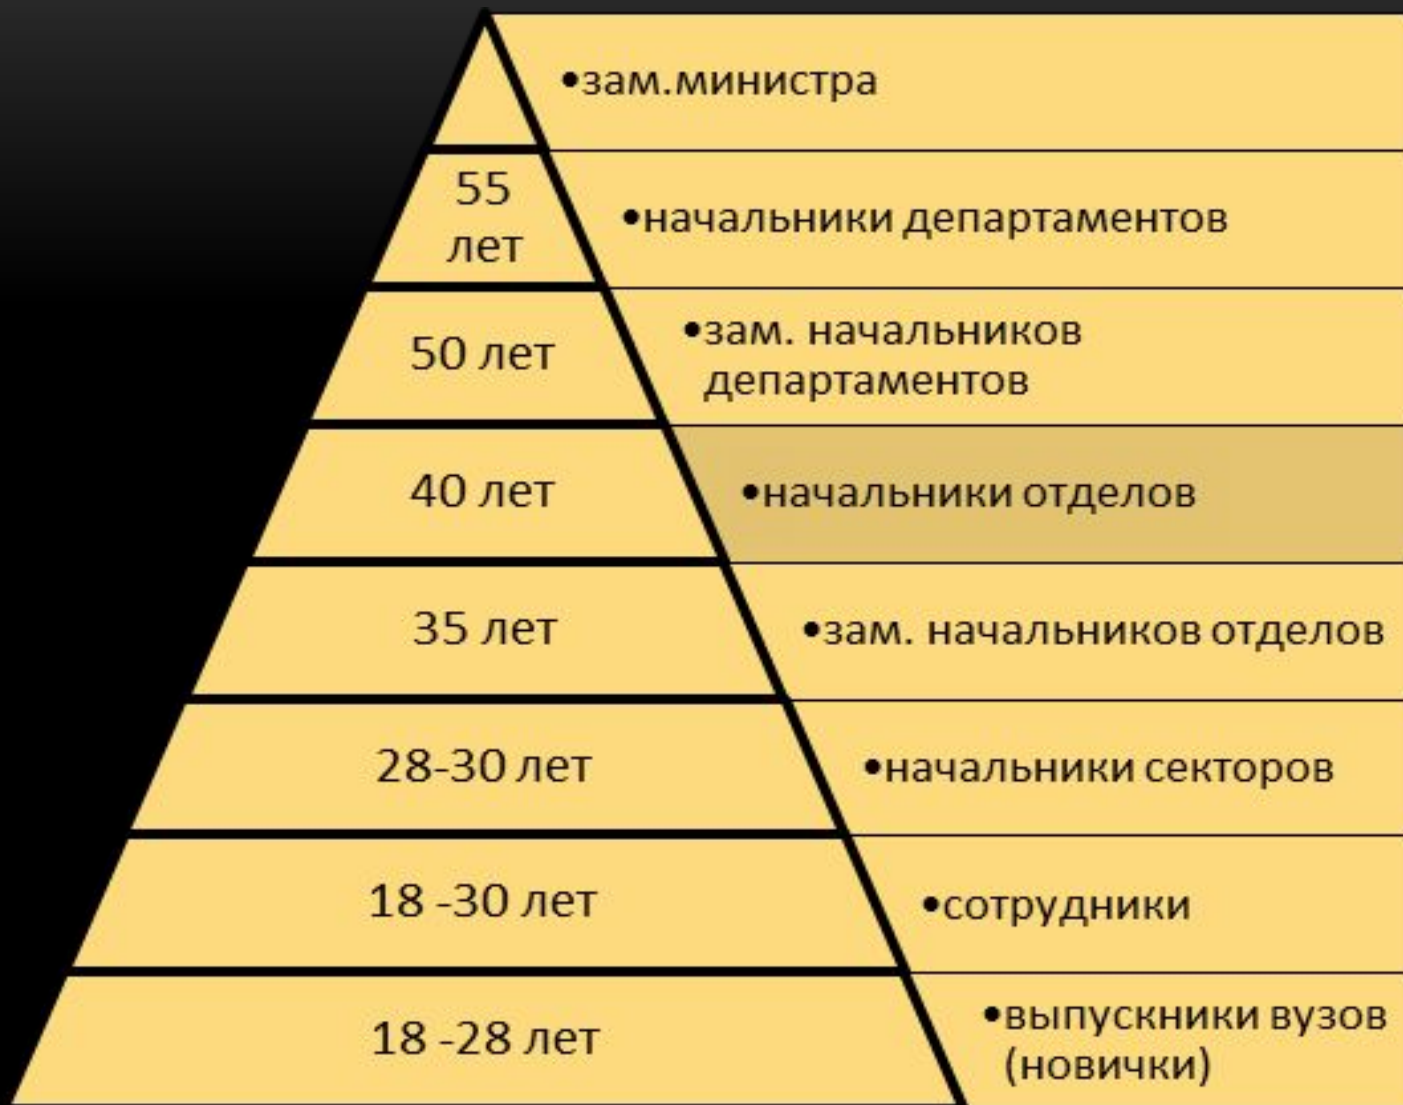 •зам.министра
55
лет
•начальники департаментов
50 лет
•зам. начальников
департаментов
40 лет
•начальники отделов
35 лет
•зам. начальников отделов
28-30 лет
•начальники секторов
18 -30 лет
•сотрудники
18 -28 лет
•выпускники вузов
(новички)